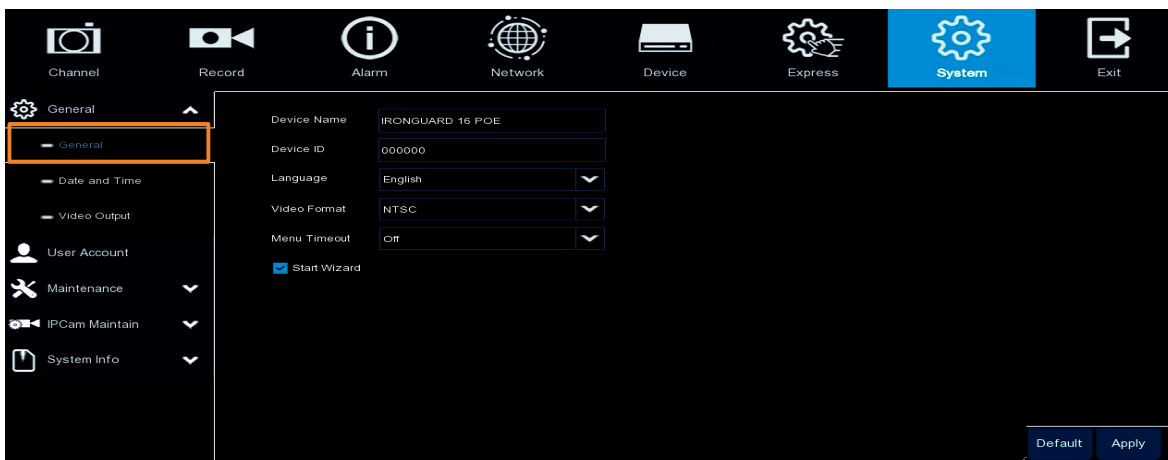 Channel
Record
Alarm
Network
Device
Express
System
Exit
General
General
Date and Time
Video Output
User Account
Maintenance
IPCam Maintain
System Info
Device Name IRONGUARD 16 POE
Device ID 000000
Language English
Video Format NTSC
Menu Timeout Off
Start Wizard
Default Apply